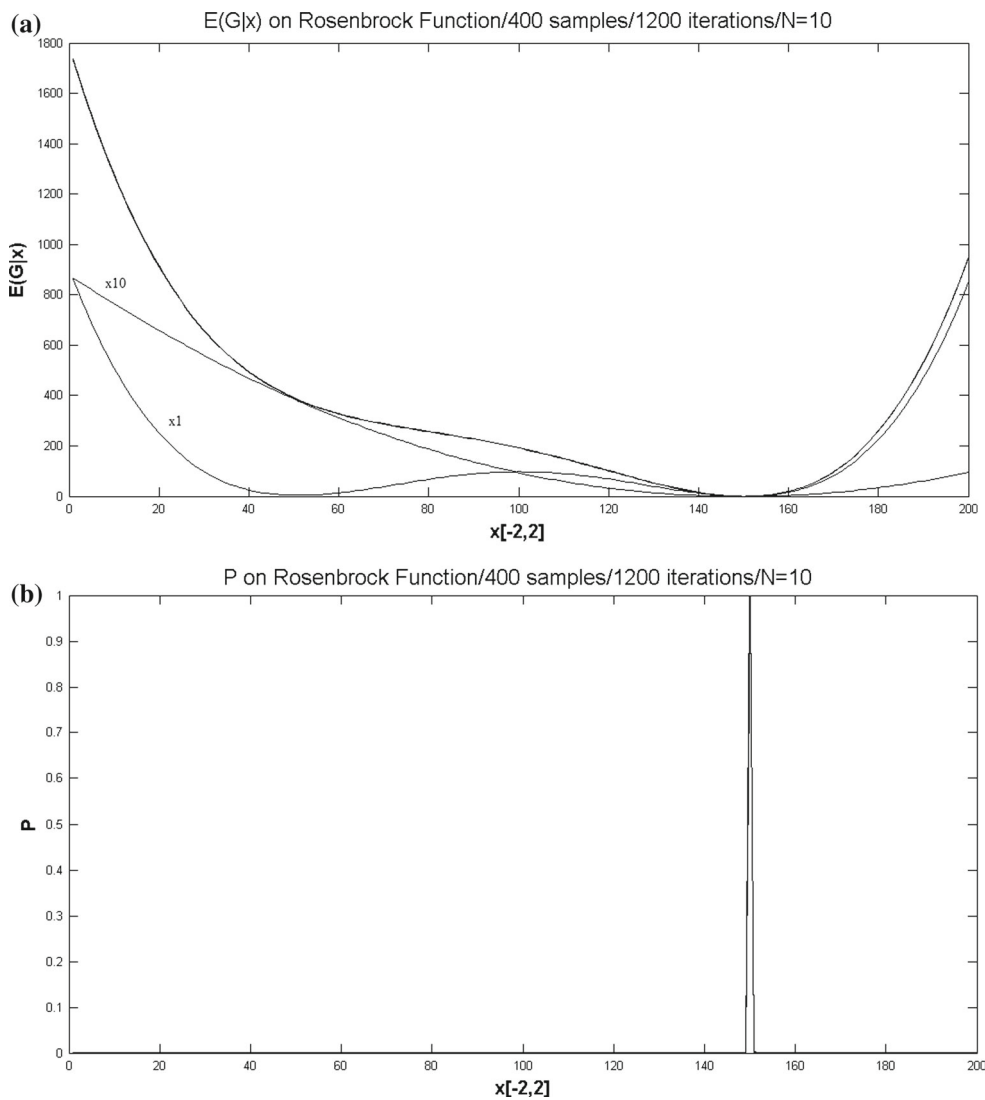 (a)
E(G|x) on Rosenbrock Function/400 samples/1200 iterations/N=10
1800
1600
1400
1200
1000
800
600
400
200
0
E(G|x)
x10
x1
0 20 40 60 80 100 120 140 160 180 200
x[-2,2]
(b)
P on Rosenbrock Function/400 samples/1200 iterations/N=10
1
0.9
0.8
0.7
0.6
0.5
0.4
0.3
0.2
0.1
0
P
0 20 40 60 80 100 120 140 160 180 200
x[-2,2]